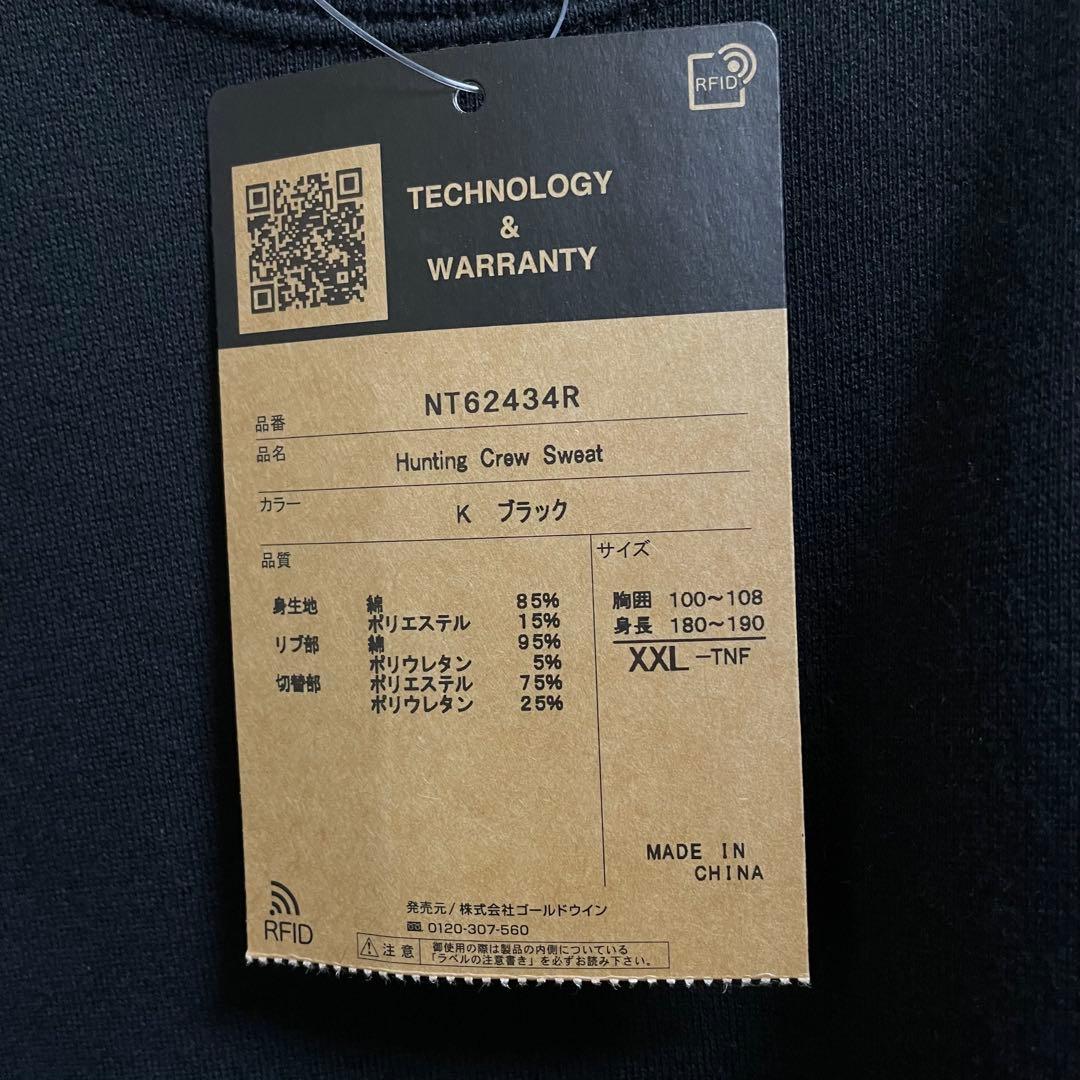 RFID
TECHNOLOGY
&
WARRANTY
品番 NT62434R
品名 Hunting Crew Sweat
カラー K ブラック
品質
身生地 綿 85%
ポリエステル 15%
リブ部 綿 95%
ポリウレタン 5%
切替部 ポリエステル 75%
ポリウレタン 25%
サイズ
胸囲 100～108
身長 180～190
XXL-TNF
MADE IN
CHINA
RFID
発売元/株式会社ゴールドウイン
0120-307-560
注意
御使用の際は製品の内側についている
「ラベルの注意書き」を必ずお読み下さい。